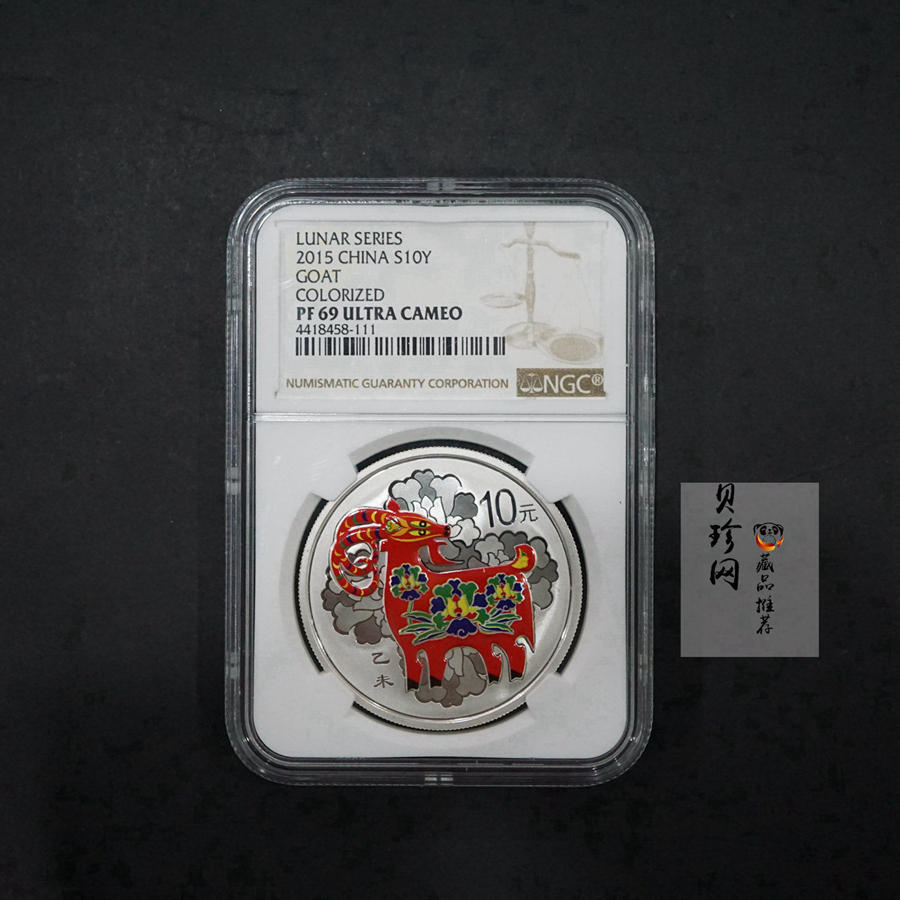 LUNAR SERIES
2015 CHINA S10Y
GOAT
COLORIZED
PF 69 ULTRA CAMEO
4418458-111
NUMISMATIC GUARANTY CORPORATION
NGC®
10元
乙未
贝珍网
藏品推荐